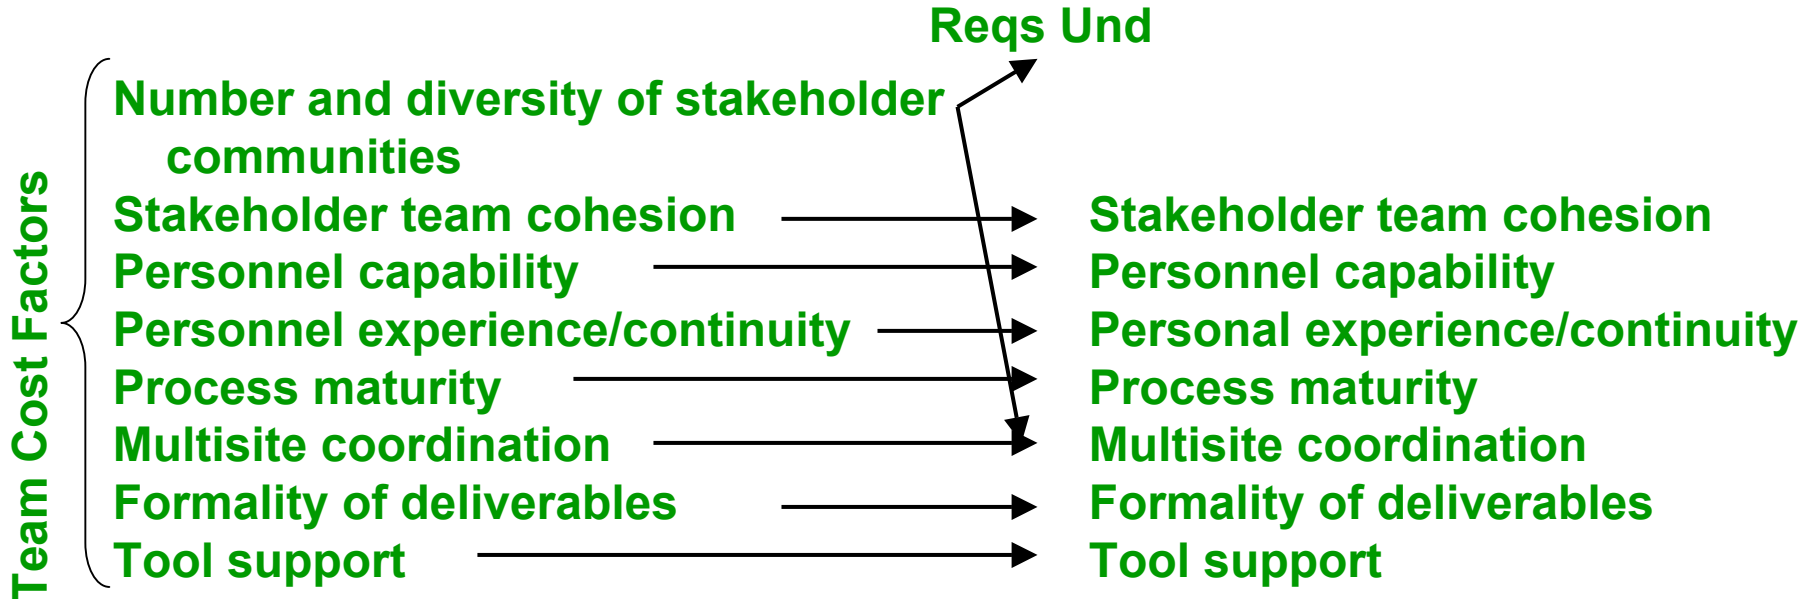 Reqs Und
Team Cost Factors
Number and diversity of stakeholder
communities
Stakeholder team cohesion
Personnel capability
Personnel experience/continuity
Process maturity
Multisite coordination
Formality of deliverables
Tool support
Stakeholder team cohesion
Personnel capability
Personal experience/continuity
Process maturity
Multisite coordination
Formality of deliverables
Tool support